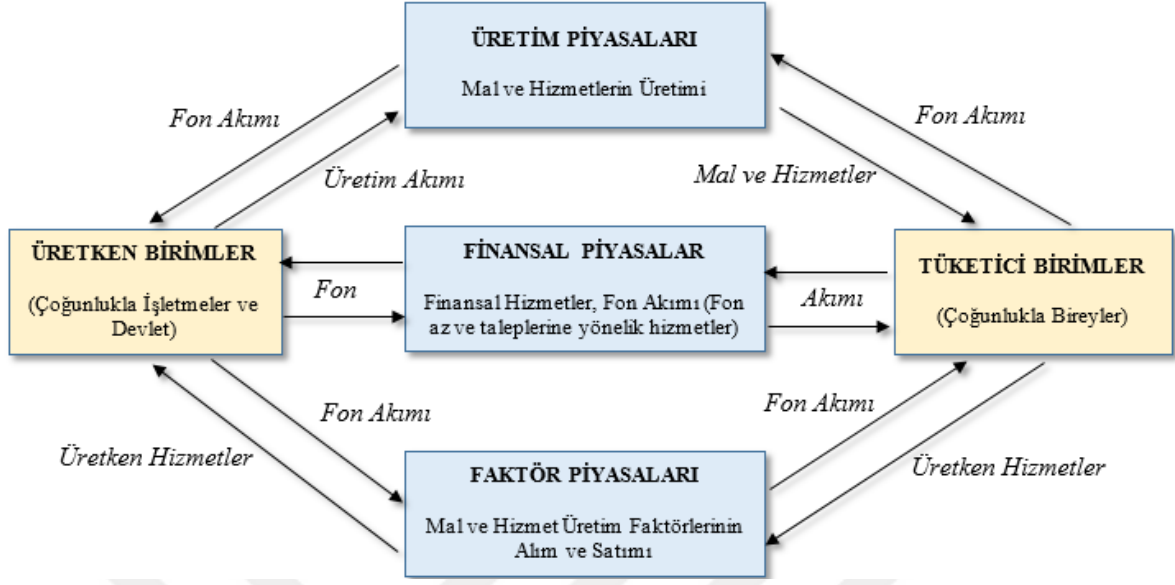 ÜRETİM PİYASALARI
Mal ve Hizmetlerin Üretimi
Fon Akımı
Fon Akımı
Üretim Akımı
Mal ve Hizmetler
ÜRETKEN BİRİMLER
(Çoğunlukla İşletmeler ve
Devlet)
Fon
FİNANSAL PİYASALAR
Finansal Hizmetler, Fon Akımı (Fon
az ve taleplerine yönelik hizmetler)
Akımı
TÜKETİCİ BİRİMLER
(Çoğunlukla Bireyler)
Fon Akımı
Fon Akımı
Üretken Hizmetler
Üretken Hizmetler
FAKTÖR PİYASALARI
Mal ve Hizmet Üretim Faktörlerinin
Alım ve Satımı